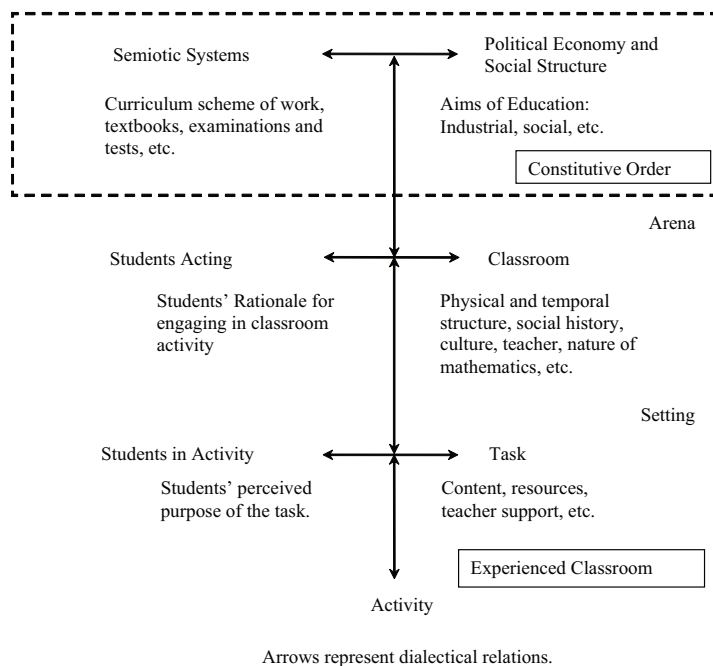 Semiotic Systems
Political Economy and
Social Structure
Curriculum scheme of work,
textbooks, examinations and
tests, etc.
Aims of Education:
Industrial, social, etc.
Constitutive Order
Arena
Students Acting
Classroom
Students’ Rationale for
engaging in classroom
activity
Physical and temporal
structure, social history,
culture, teacher, nature of
mathematics, etc.
Setting
Students in Activity
Task
Students’ perceived
purpose of the task.
Content, resources,
teacher support, etc.
Experienced Classroom
Activity
Arrows represent dialectical relations.